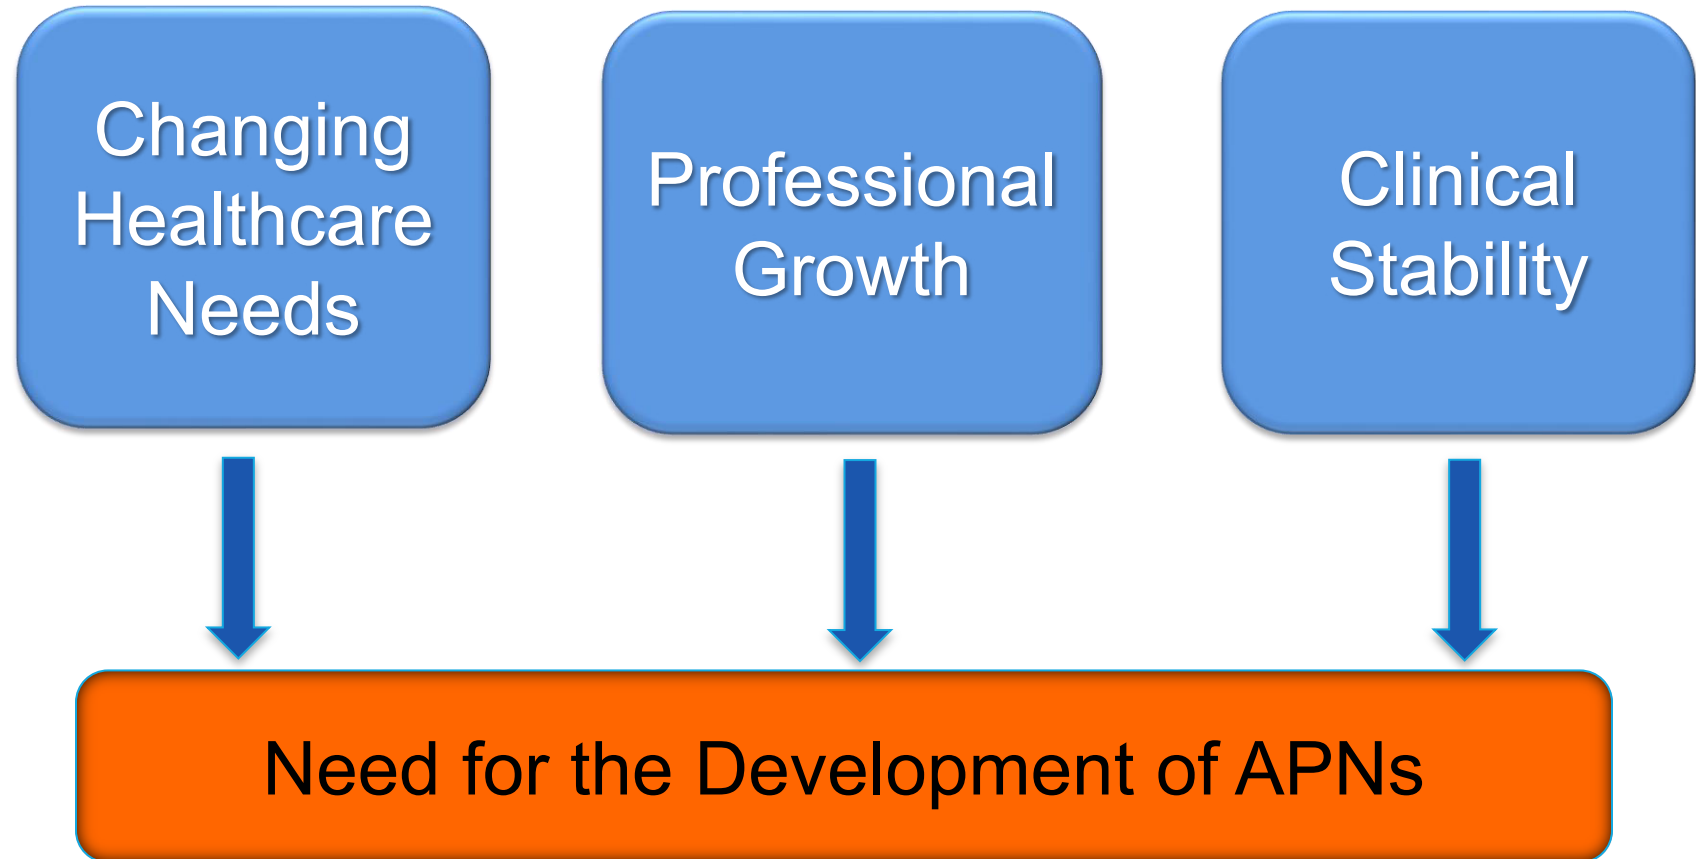 Changing
Healthcare
Needs
Professional
Growth
Clinical
Stability
Need for the Development of APNs